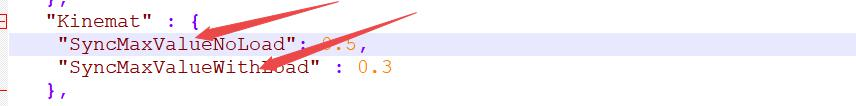 },
"Kinemat" : {
"SyncMaxValueNoLoad": 0.5,
"SyncMaxValueWithLoad" : 0.3
},